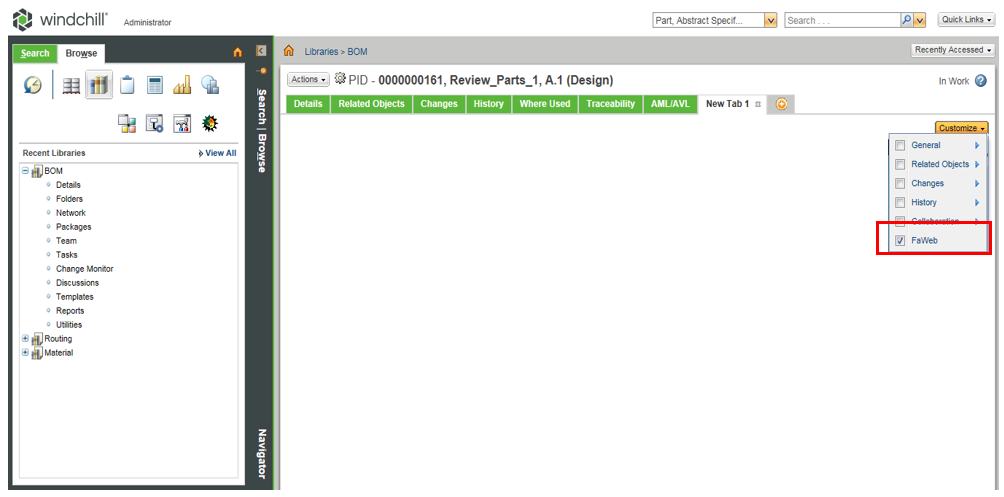 windchill®
Administrator
Part, Abstract Specif...
Search . . .
Quick Links
Search
Browse
Libraries > BOM
Recently Accessed
Actions
PID - 0000000161, Review_Parts_1, A.1 (Design)
In Work
Details
Related Objects
Changes
History
Where Used
Traceability
AML/AVL
New Tab 1
Customize
General
Related Objects
Changes
History
Collaboration
FaWeb
Recent Libraries
View All
BOM
Details
Folders
Network
Packages
Team
Tasks
Change Monitor
Discussions
Templates
Reports
Utilities
Routing
Material
Search | Browse
Navigator